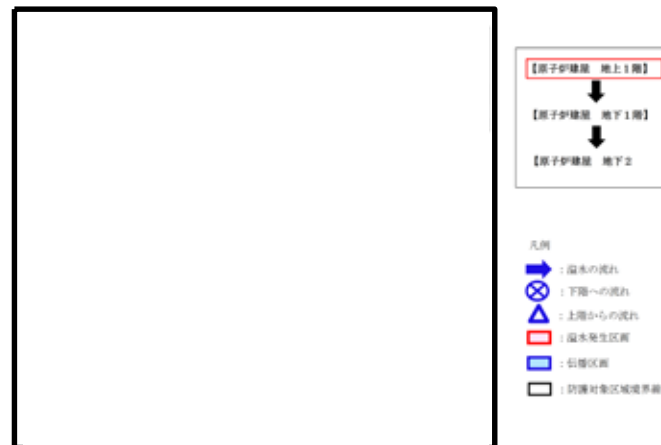 【原子炉建屋 地上1階】
【原子炉建屋 地下1階】
【原子炉建屋 地下2
凡例
:溢水の流れ
:下階への流れ
:上階からの流れ
:溢水発生区画
:伝播区画
:防護対象区域境界画